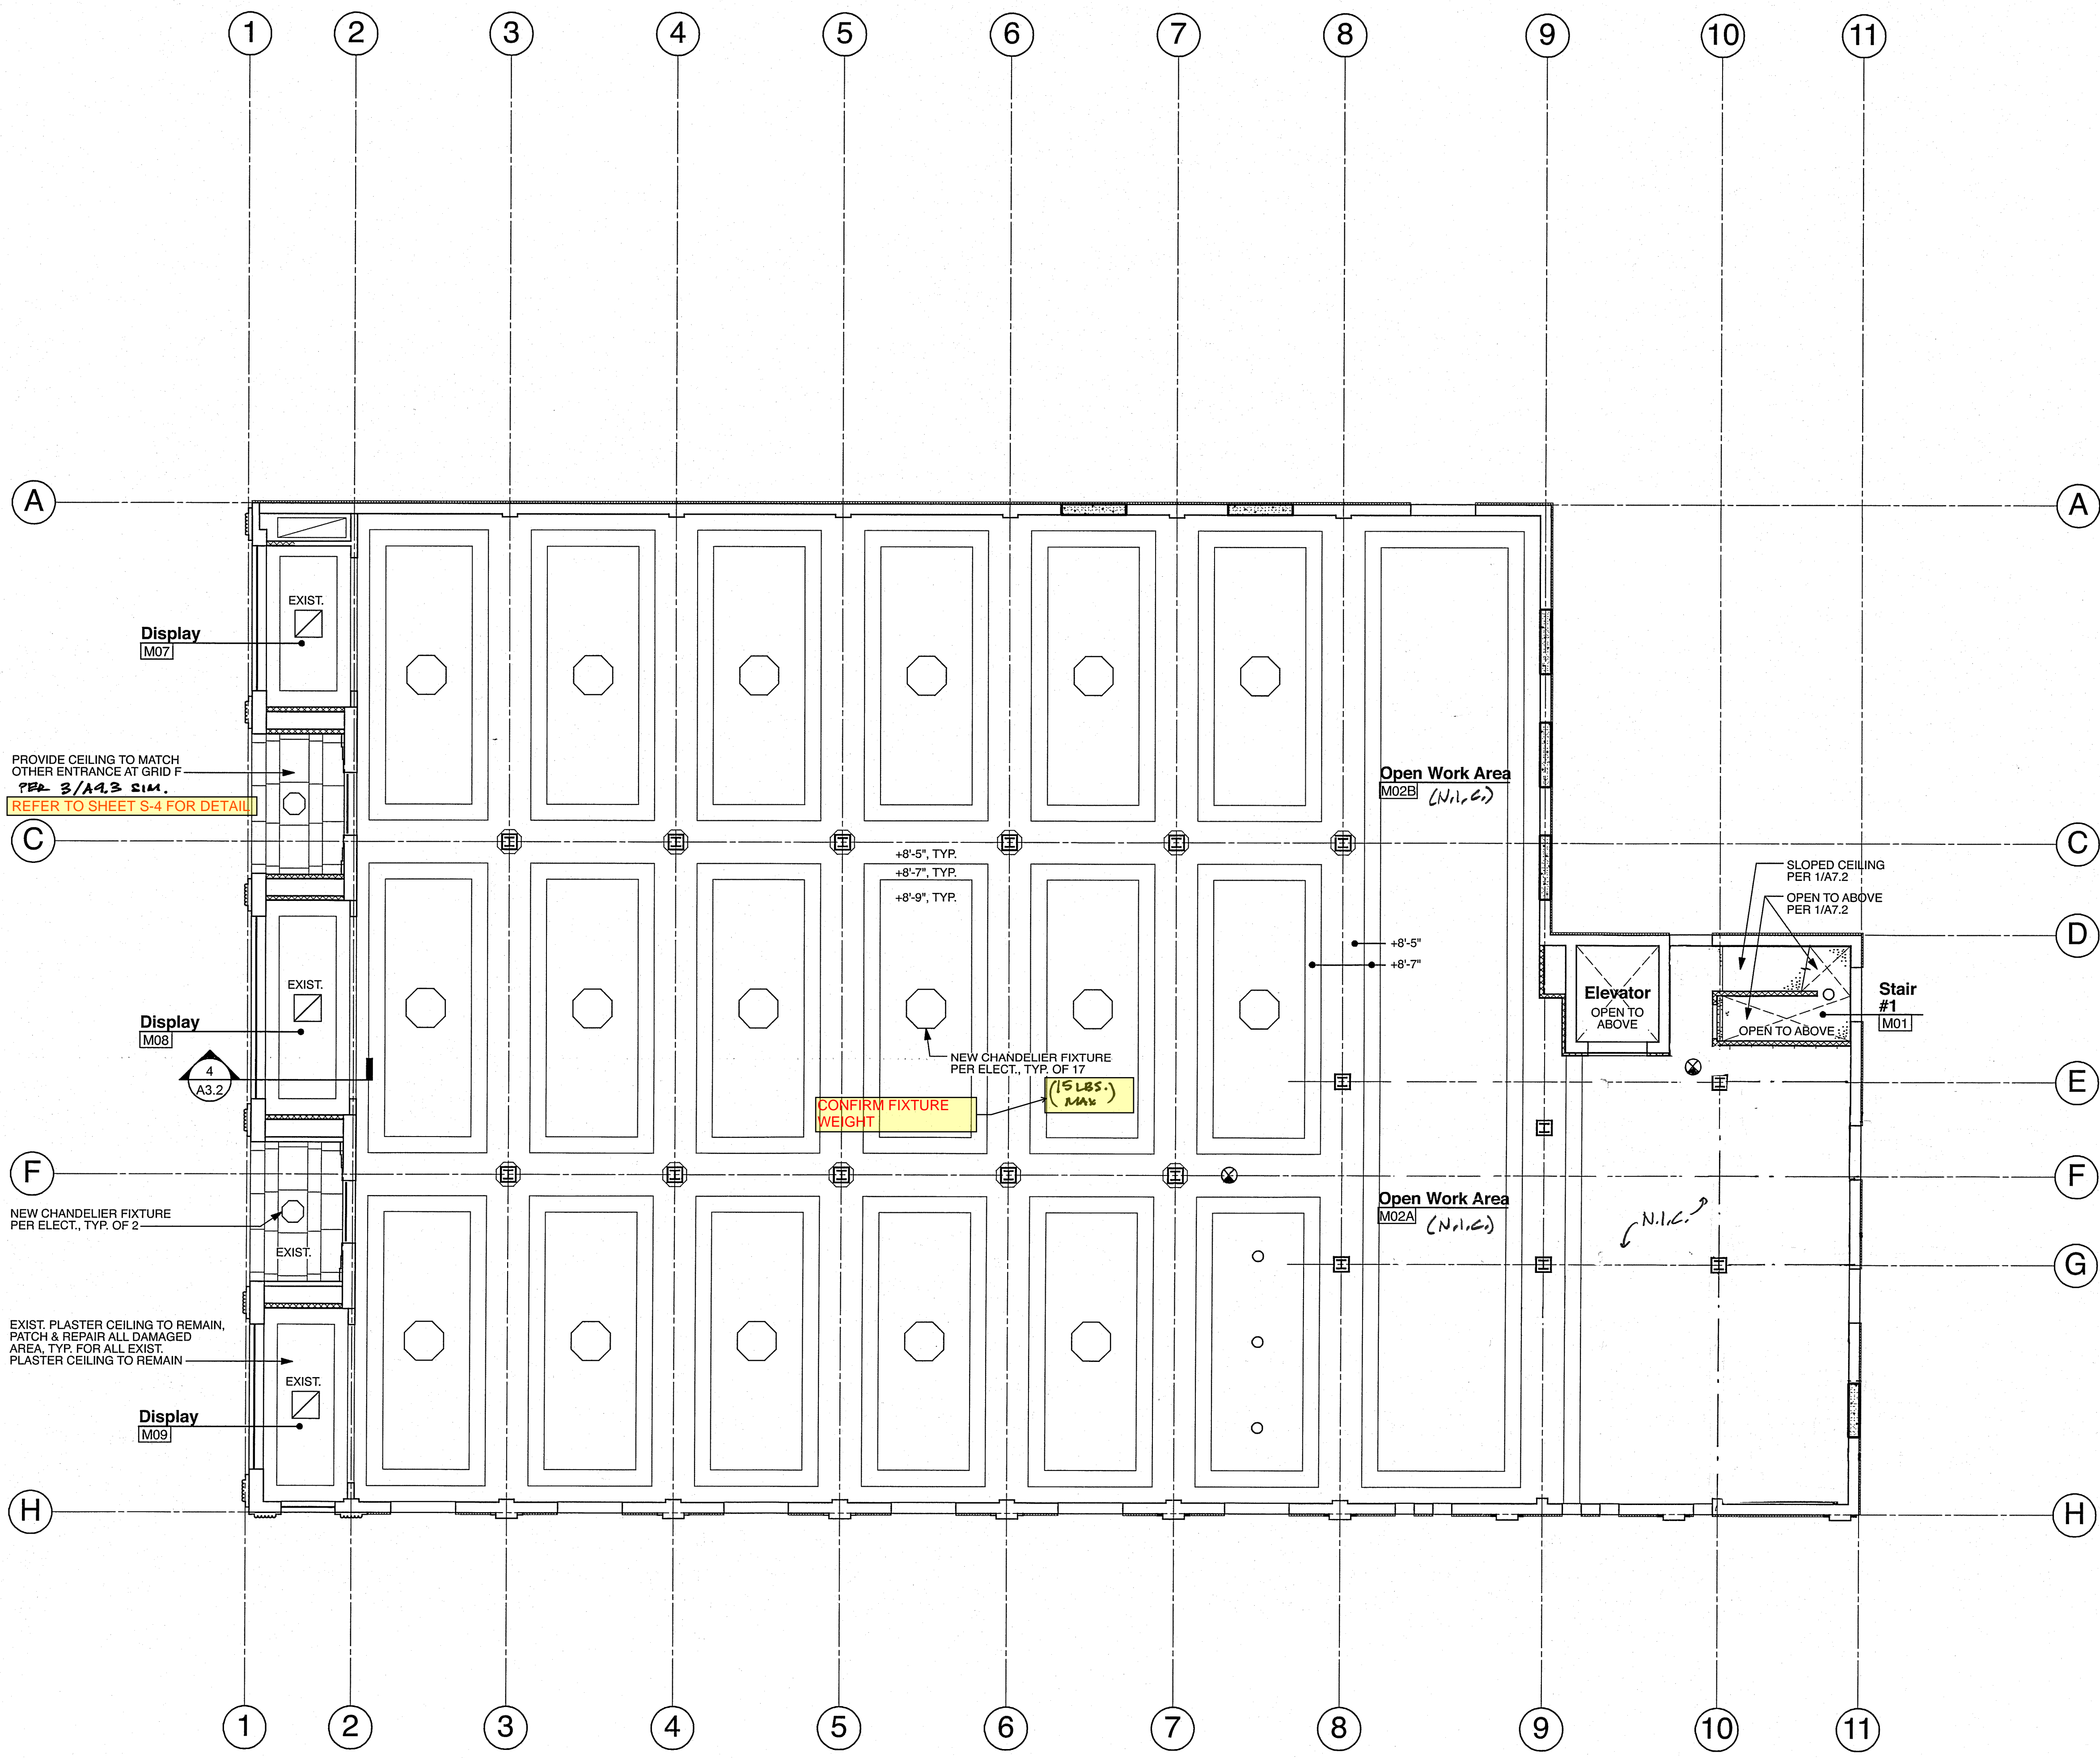 1 2 3 4 5 6 7 8 9 10 11
A A
EXIST.
Display
M07
PROVIDE CEILING TO MATCH
OTHER ENTRANCE AT GRID F
PER 3/A9.3 SIM.
REFER TO SHEET S-4 FOR DETAIL
Open Work Area
M02B (N.I.C.)
C C
+8'-5", TYP.
+8'-7", TYP.
+8'-9", TYP.
SLOPED CEILING
PER 1/A7.2
OPEN TO ABOVE
PER 1/A7.2
D
+8'-5"
+8'-7"
EXIST.
Display
M08
Elevator
OPEN TO
ABOVE
Stair
#1
M01
OPEN TO ABOVE
4
A3.2
NEW CHANDELIER FIXTURE
PER ELECT., TYP. OF 17
(15 LBS.)
MAX
CONFIRM FIXTURE
WEIGHT
E
F F
NEW CHANDELIER FIXTURE
PER ELECT., TYP. OF 2
EXIST.
Open Work Area
M02A (N.I.C.)
N.I.C.
G
EXIST. PLASTER CEILING TO REMAIN,
PATCH & REPAIR ALL DAMAGED
AREA, TYP. FOR ALL EXIST.
PLASTER CEILING TO REMAIN
EXIST.
Display
M09
H H
1 2 3 4 5 6 7 8 9 10 11